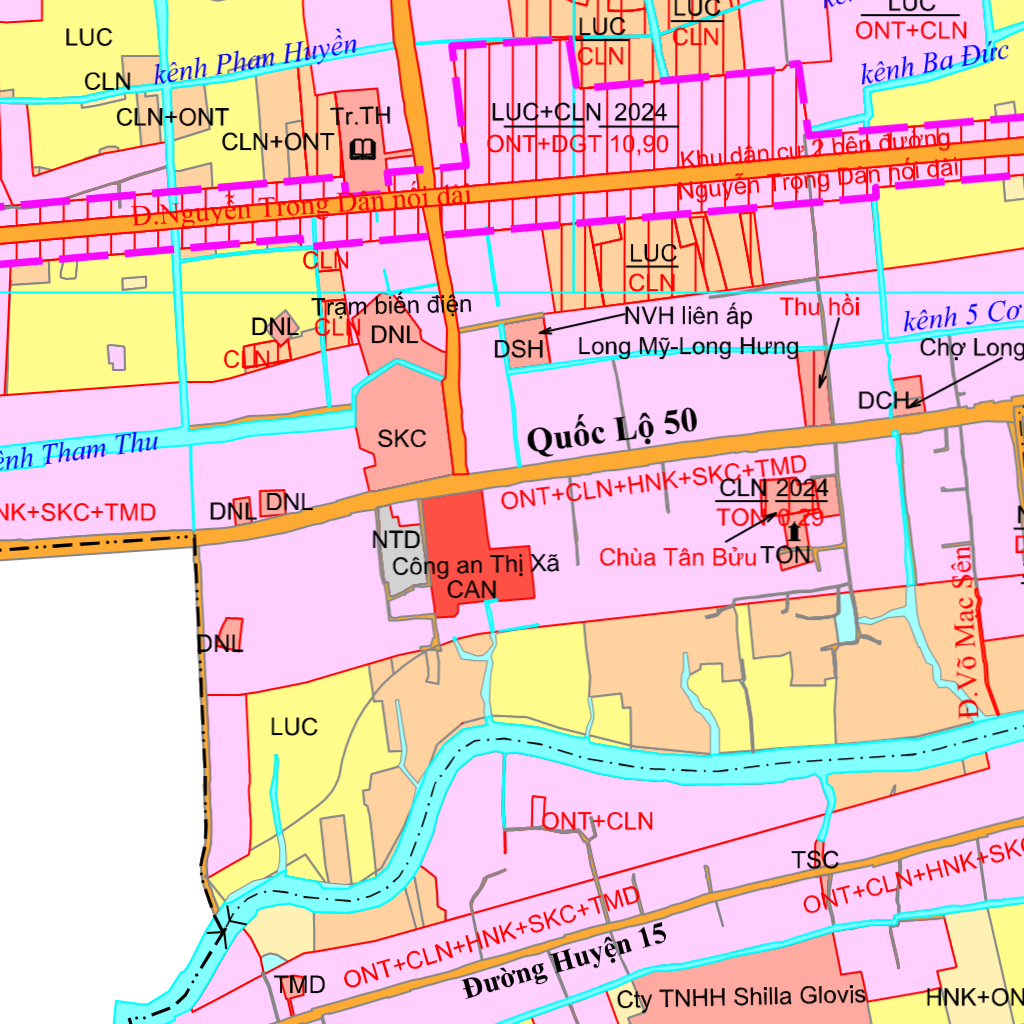 LUC
LUC
ONT+CLN
LUC
CLN
LUC
CLN
kênh Phan Huyền
kênh Ba Đức
CLN
CLN+ONT
CLN+ONT
Tr.TH
LUC+CLN 2024
ONT+DGT 10,90
Khu dân cư 2 bên đường
Nguyễn Trọng Dân nối dài
Đ.Nguyễn Trọng Dân nối dài
CLN
LUC
CLN
Trạm biến điện
DNL
CLN
DNL
CLN
DSH
NVH liên ấp
Long Mỹ-Long Hưng
Thu hồi
kênh 5 Cơ
Chợ Long
DCH
SKC
Quốc Lộ 50
ênh Tham Thu
ONT+CLN+HNK+SKC+TMD
CLN 2024
TON 0,29
NK+SKC+TMD
DNL
DNL
NTD
Công an Thị Xã
CAN
Chùa Tân Bửu
TON
Đ.Võ Mạc Sên
DNL
LUC
ONT+CLN
TSC
ONT+CLN+HNK+SK
ONT+CLN+HNK+SKC+TMD
Đường Huyện 15
TMD
Cty TNHH Shilla Glovis
HNK+ON